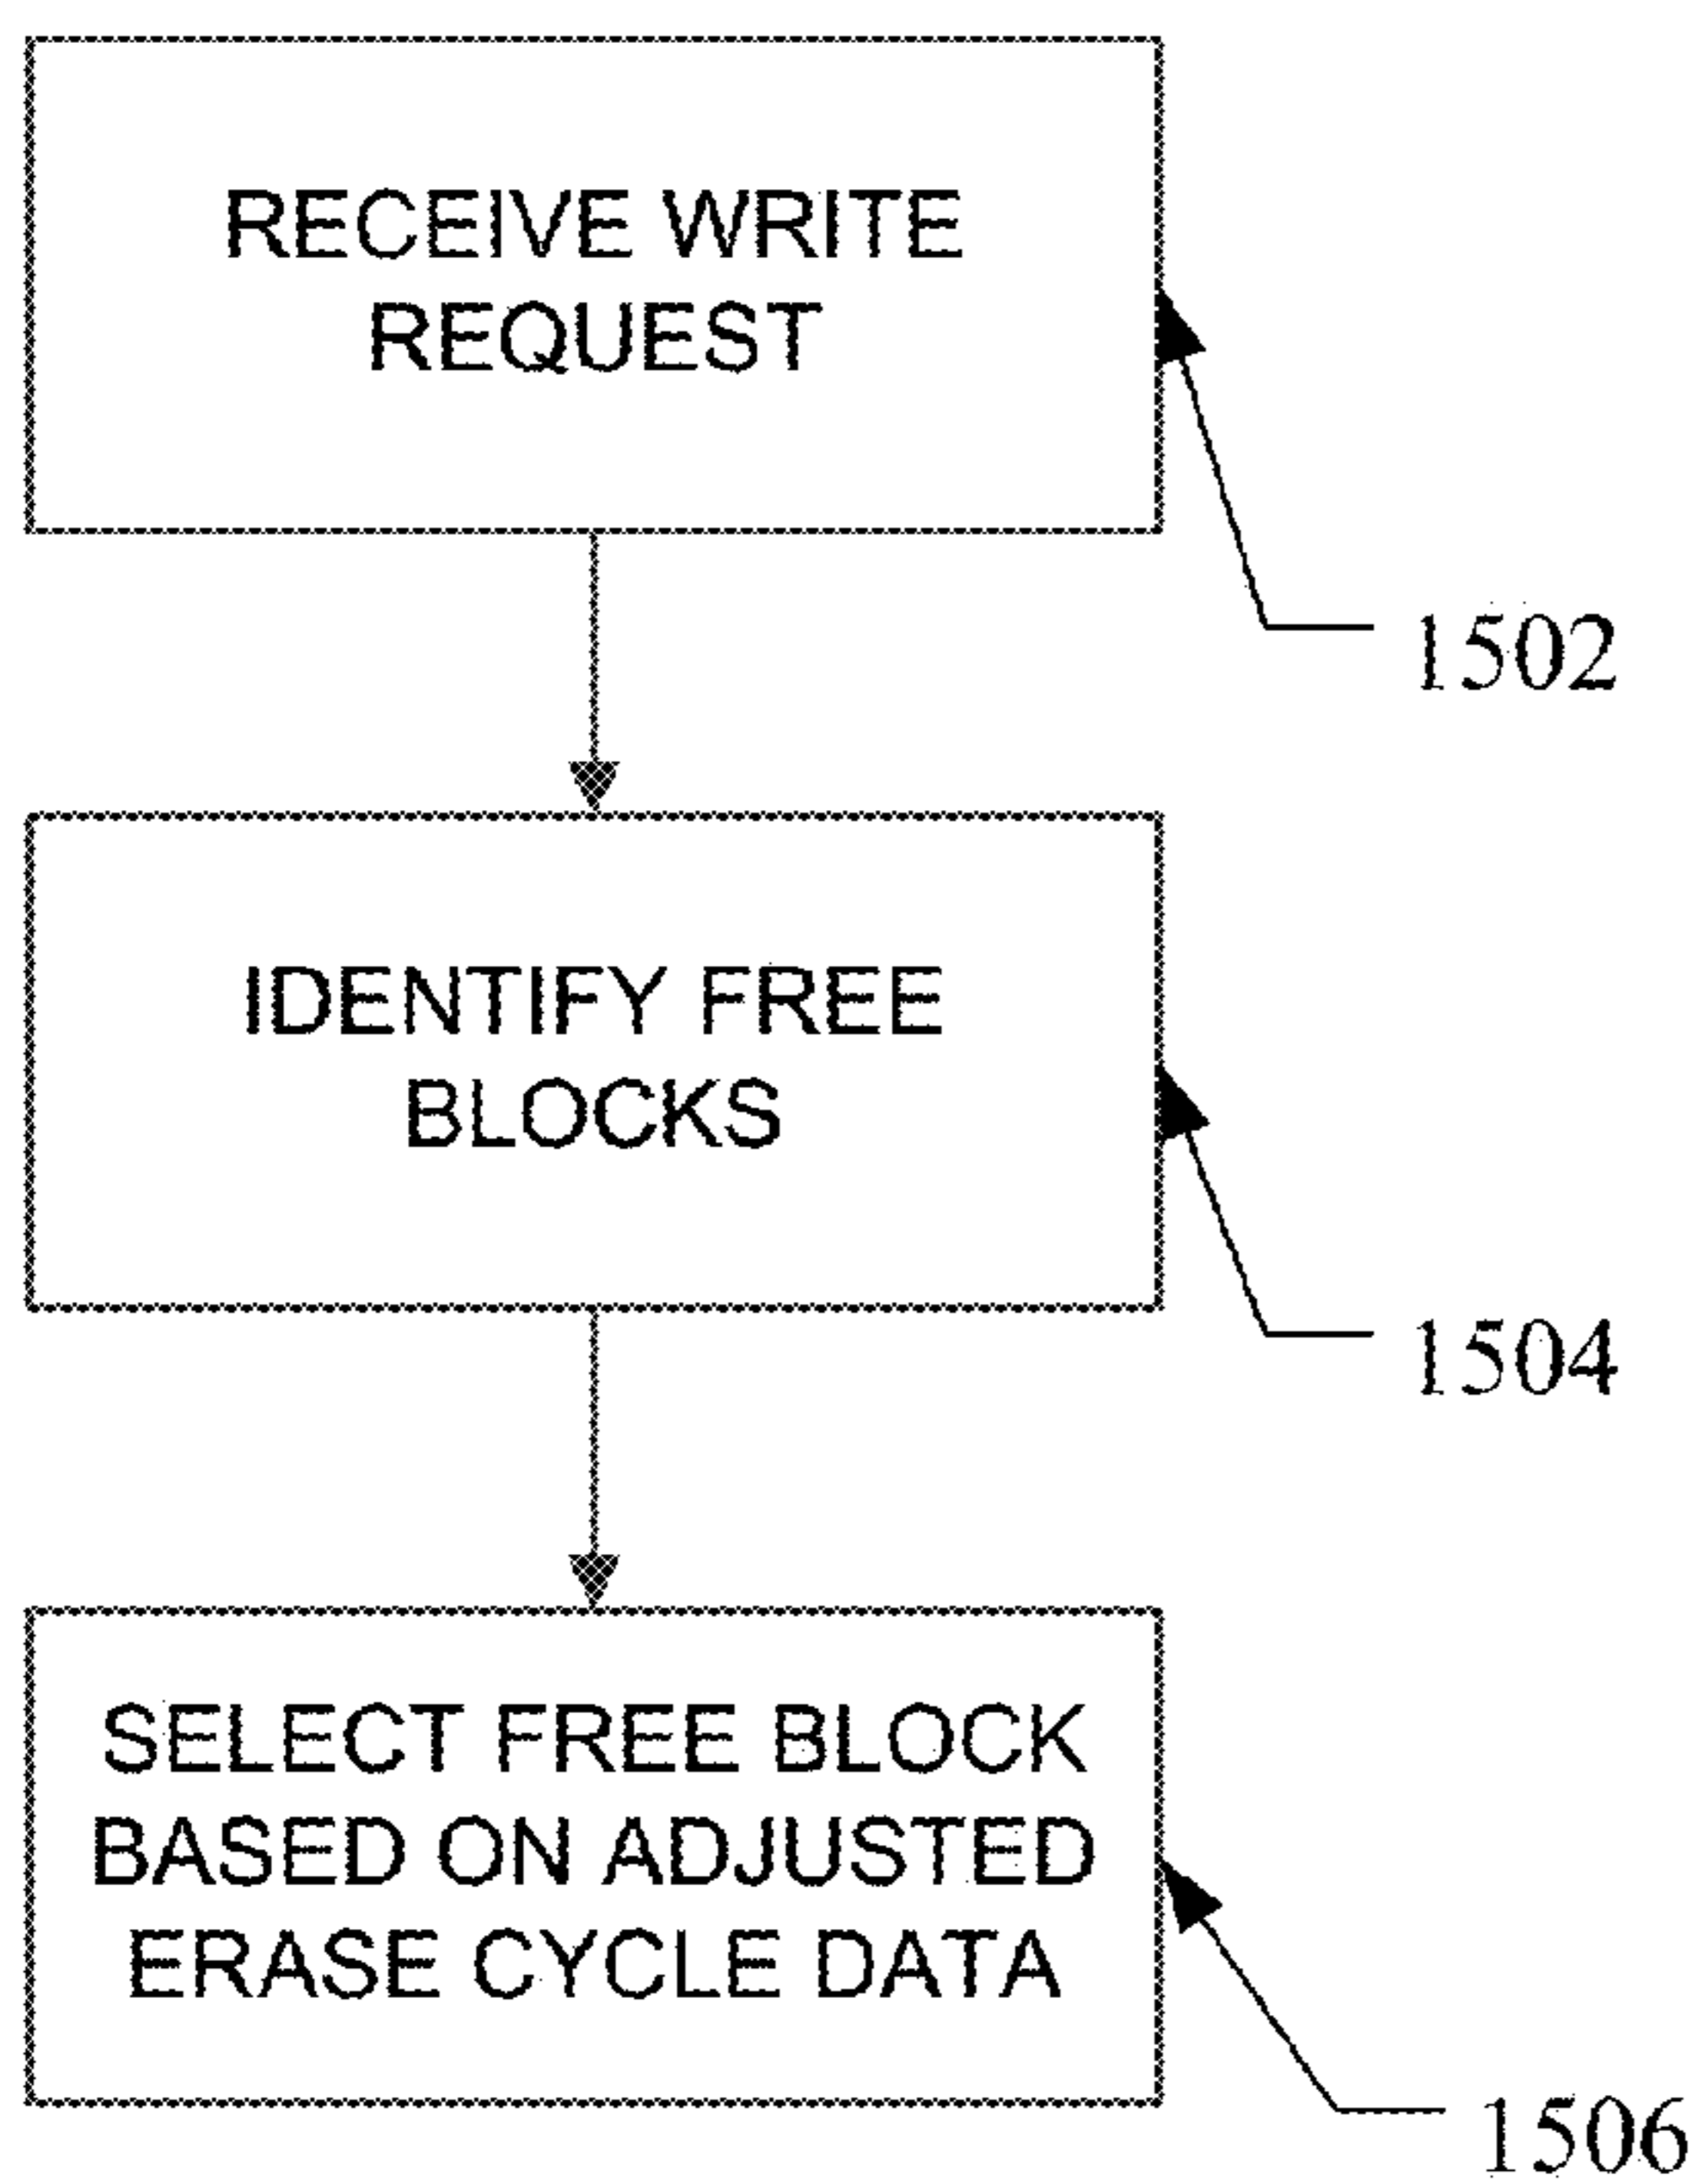 RECEIVE WRITE
REQUEST
1502
IDENTIFY FREE
BLOCKS
1504
SELECT FREE BLOCK
BASED ON ADJUSTED
ERASE CYCLE DATA
1506